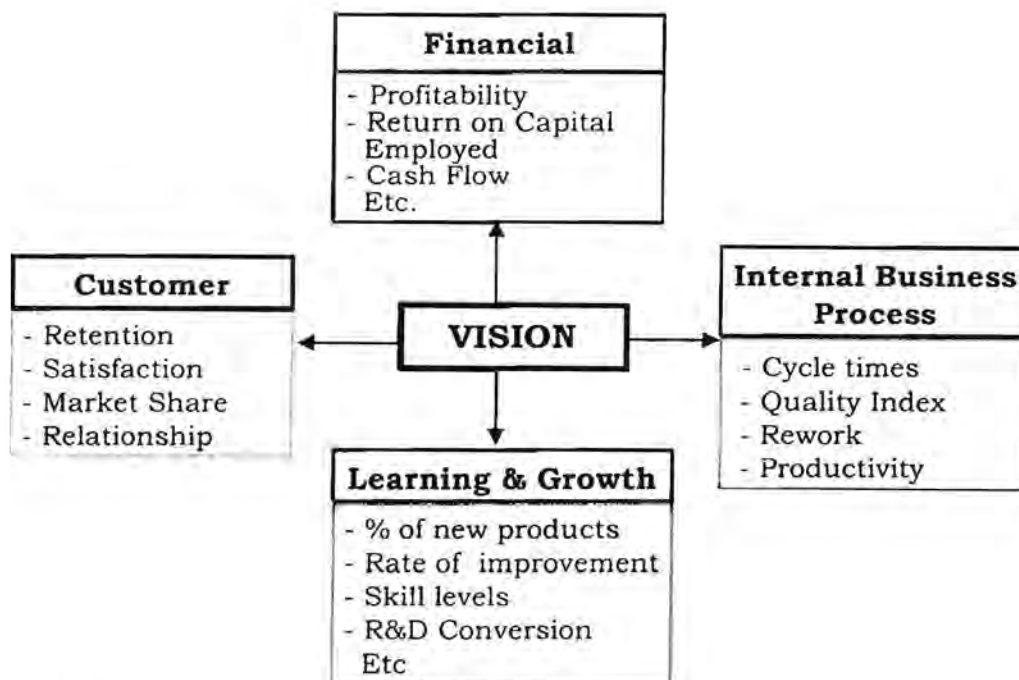 Financial
- Profitability
- Return on Capital
Employed
- Cash Flow
Etc.
Customer
- Retention
- Satisfaction
- Market Share
- Relationship
VISION
Internal Business
Process
- Cycle times
- Quality Index
- Rework
- Productivity
Learning & Growth
- % of new products
- Rate of improvement
- Skill levels
- R&D Conversion
Etc